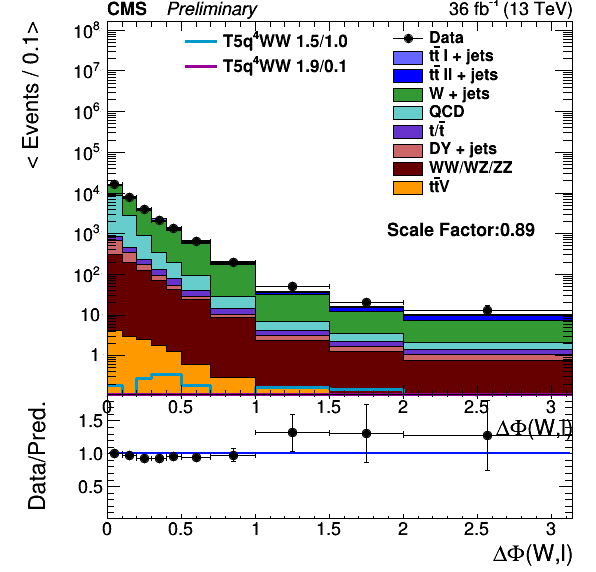 CMS Preliminary 36 fb⁻¹ (13 TeV)
< Events / 0.1>
10⁸
10⁷
10⁶
10⁵
10⁴
10³
10²
10
1
T5q⁴WW 1.5/1.0
T5q⁴WW 1.9/0.1
Data
tt̄ l + jets
tt̄ ll + jets
W + jets
QCD
t/t̄
DY + jets
WW/WZ/ZZ
tt̄V
Scale Factor:0.89
0 0.5 1 1.5 2 2.5 3
ΔΦ(W,l)
Data/Pred.
1.5
1.0
0.5
0 0.5 1 1.5 2 2.5 3
ΔΦ(W,l)